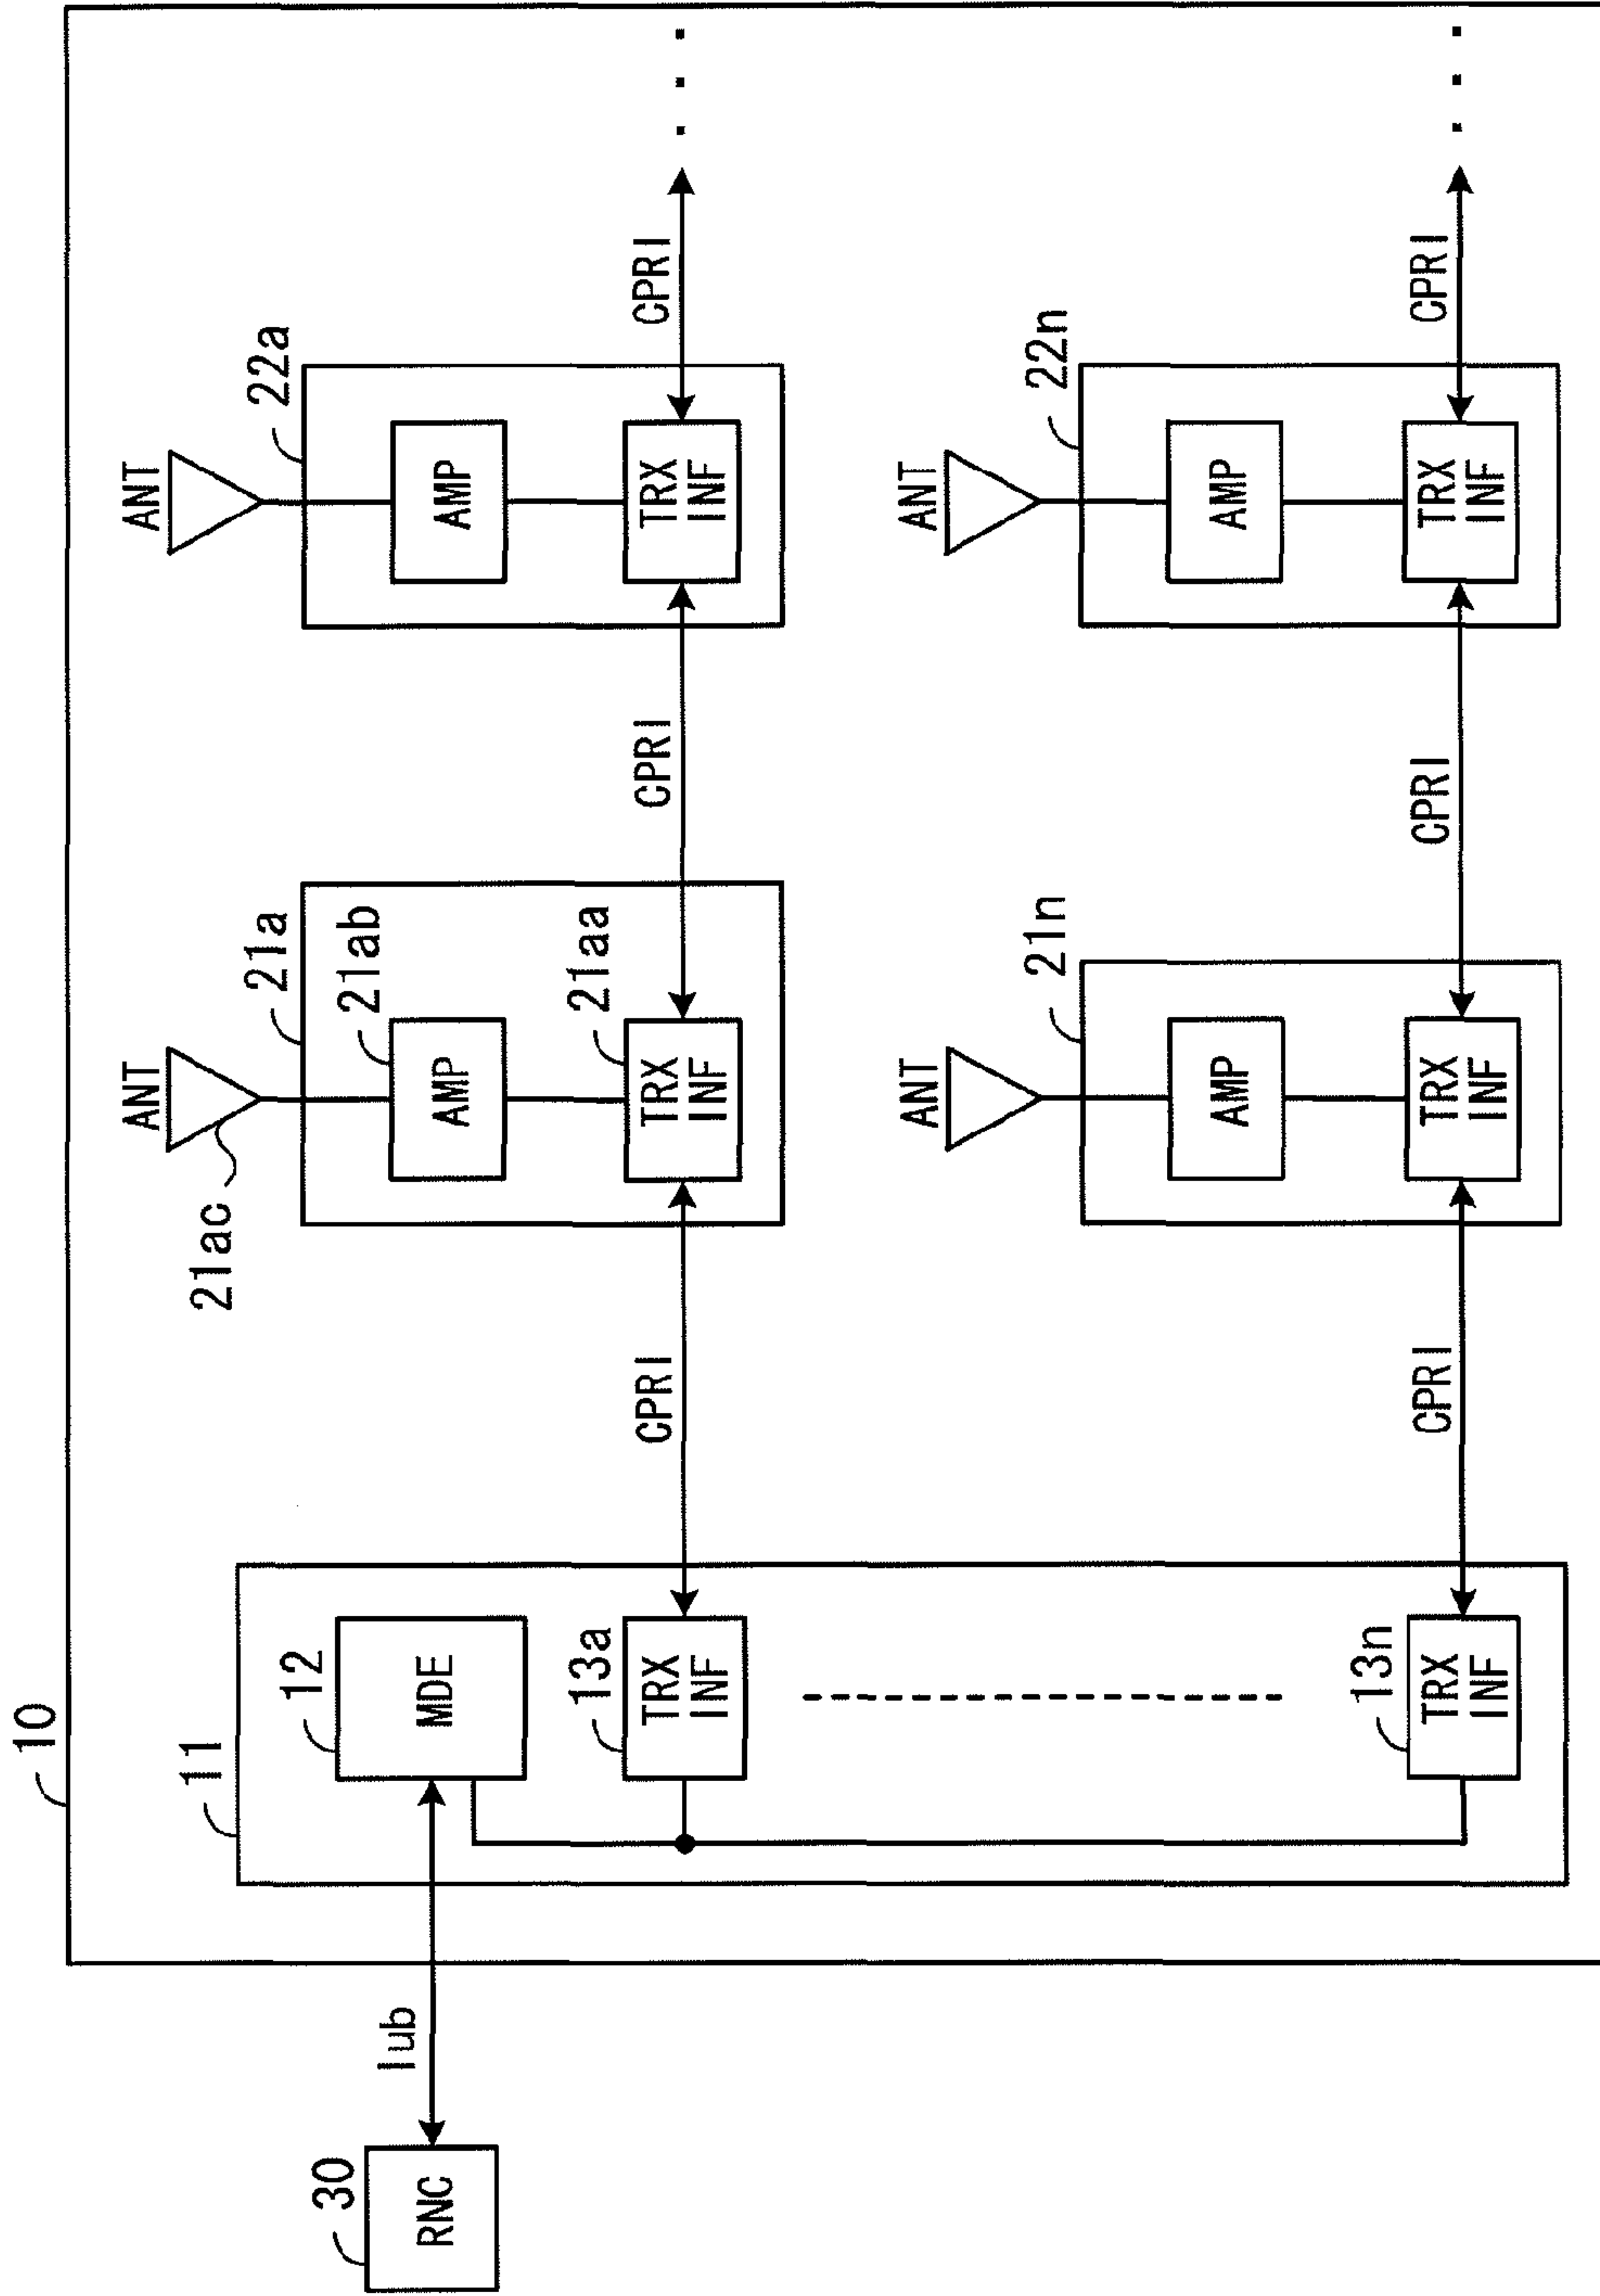 10
30
RNC
Iub
11
12
MDE
13a
TRX
INF
13n
TRX
INF
CPRI
CPRI
21ac
ANT
21a
21ab
AMP
21aa
TRX
INF
CPRI
ANT
22a
AMP
TRX
INF
CPRI
ANT
21n
AMP
TRX
INF
CPRI
ANT
22n
AMP
TRX
INF
CPRI